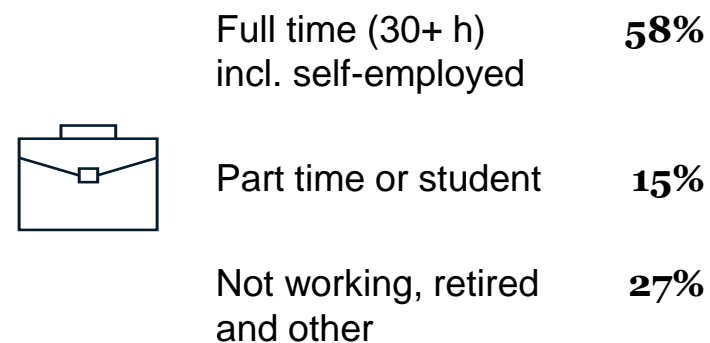 Full time (30+ h) 58%
incl. self-employed
Part time or student 15%
Not working, retired 27%
and other